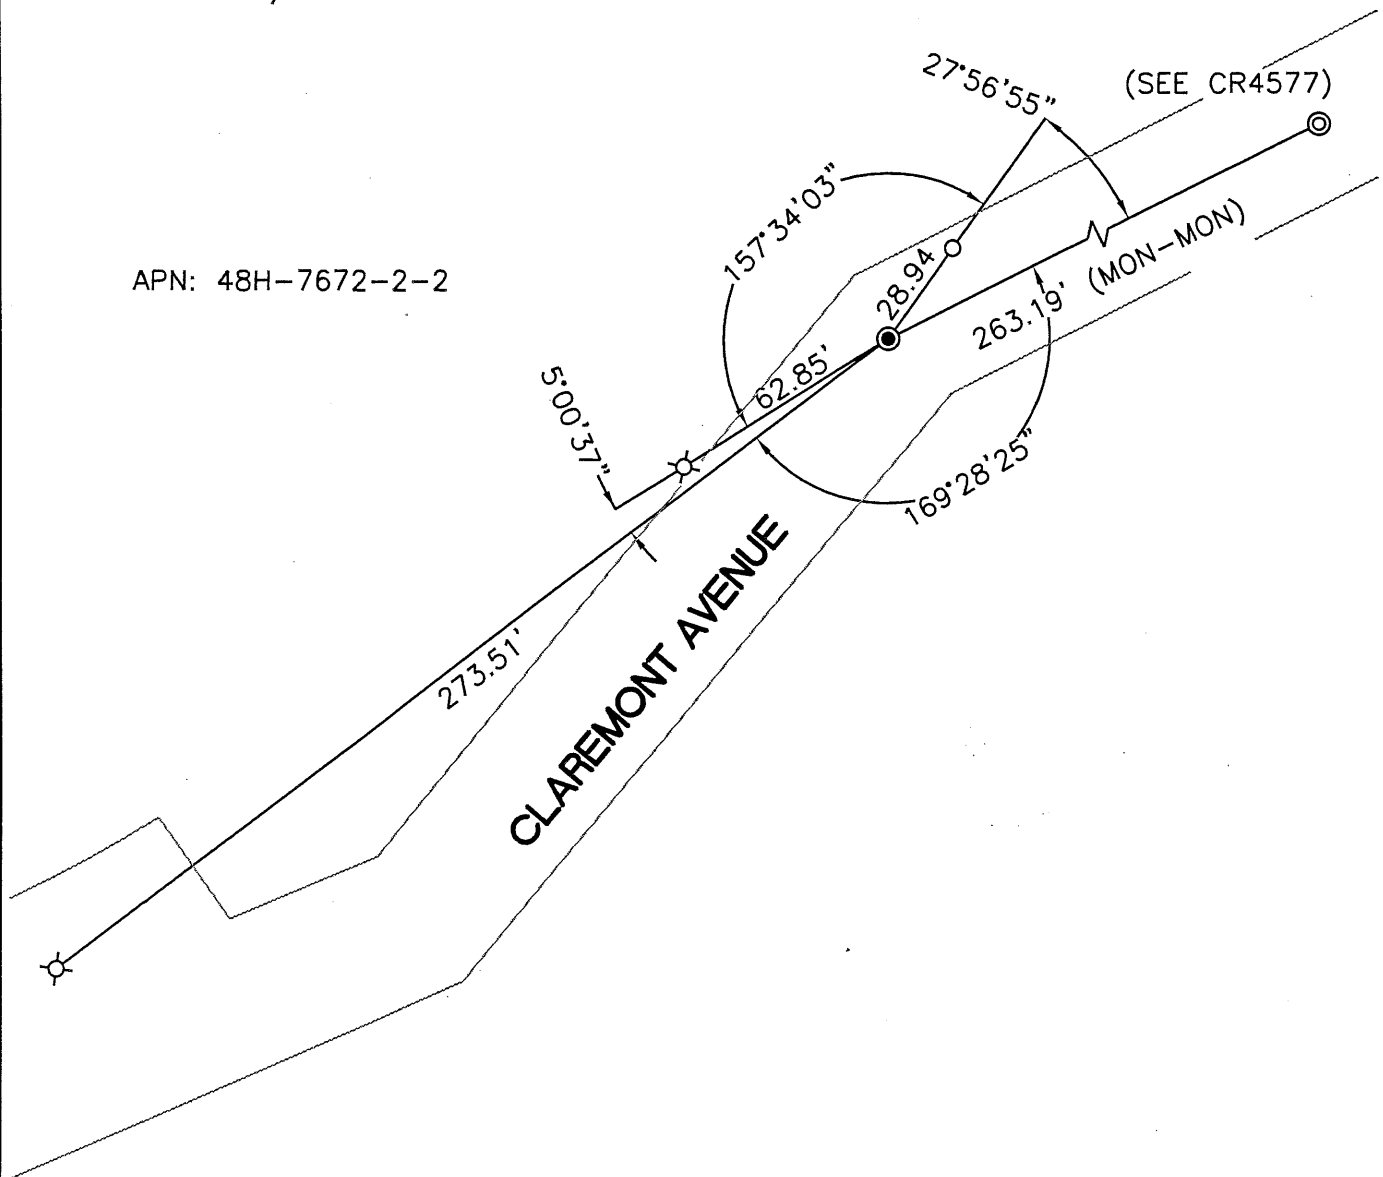 27°56'55"
(SEE CR4577)
157°34'03"
APN: 48H-7672-2-2
28.94
263.19' (MON-MON)
62.85'
5°00'37"
169°28'25"
CLAREMONT AVENUE
273.51'